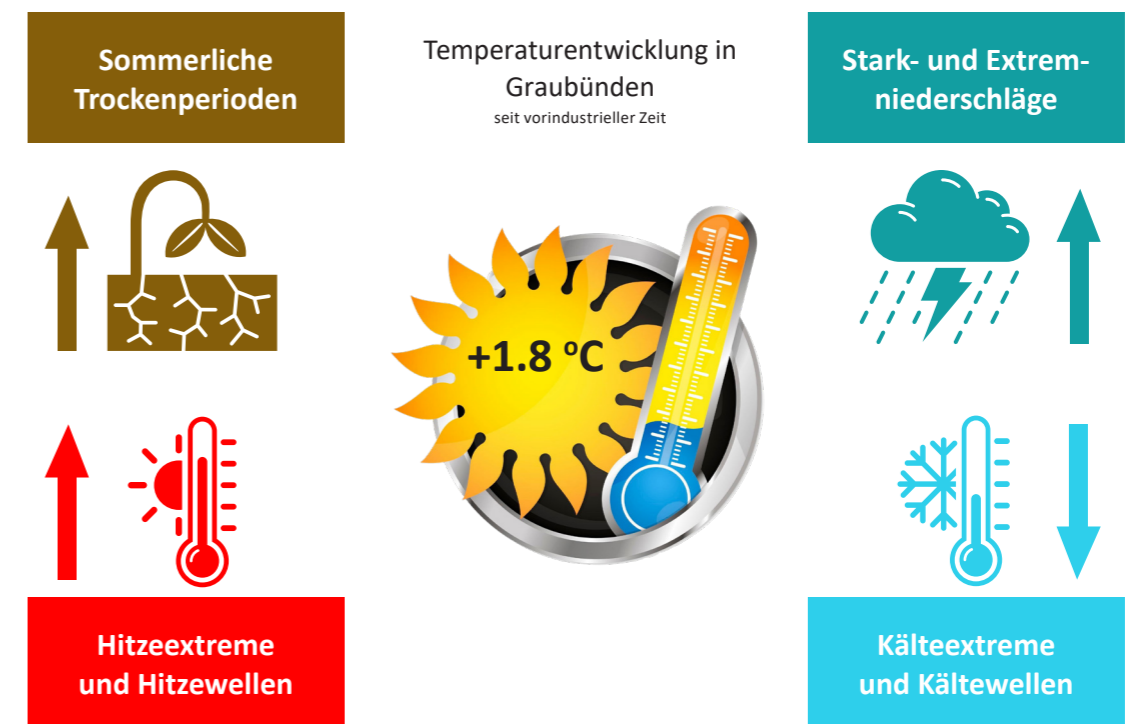 Sommerliche
Trockenperioden
Temperaturentwicklung in
Graubünden
seit vorindustrieller Zeit
Stark- und Extrem-
niederschläge
+1.8 °C
Hitzeextreme
und Hitzewellen
Kälteextreme
und Kältewellen